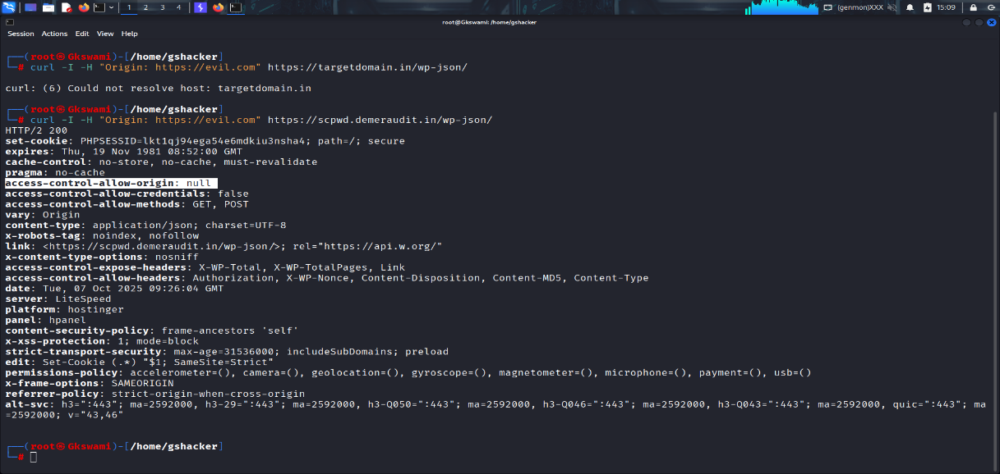 1 2 3 4 (genmon)XXX 15:09
root@Gkswami: /home/gshacker
Session Actions Edit View Help
┌──(root㉿Gkswami)-[/home/gshacker]
└─# curl -I -H "Origin: https://evil.com" https://targetdomain.in/wp-json/
curl: (6) Could not resolve host: targetdomain.in
┌──(root㉿Gkswami)-[/home/gshacker]
└─# curl -I -H "Origin: https://evil.com" https://scpwd.demeraudit.in/wp-json/
HTTP/2 200
set-cookie: PHPSESSID=lkt1qj94ega54e6mdkiu3nsha4; path=/; secure
expires: Thu, 19 Nov 1981 08:52:00 GMT
cache-control: no-store, no-cache, must-revalidate
pragma: no-cache
access-control-allow-origin: null
access-control-allow-credentials: false
access-control-allow-methods: GET, POST
vary: Origin
content-type: application/json; charset=UTF-8
x-robots-tag: noindex, nofollow
link: <https://scpwd.demeraudit.in/wp-json/>; rel="https://api.w.org/"
x-content-type-options: nosniff
access-control-expose-headers: X-WP-Total, X-WP-TotalPages, Link
access-control-allow-headers: Authorization, X-WP-Nonce, Content-Disposition, Content-MD5, Content-Type
date: Tue, 07 Oct 2025 09:26:04 GMT
server: LiteSpeed
platform: hostinger
panel: hpanel
content-security-policy: frame-ancestors 'self'
x-xss-protection: 1; mode=block
strict-transport-security: max-age=31536000; includeSubDomains; preload
edit: Set-Cookie (.*) "$1; SameSite=Strict"
permissions-policy: accelerometer=(), camera=(), geolocation=(), gyroscope=(), magnetometer=(), microphone=(), payment=(), usb=()
x-frame-options: SAMEORIGIN
referrer-policy: strict-origin-when-cross-origin
alt-svc: h3=":443"; ma=2592000, h3-29=":443"; ma=2592000, h3-Q050=":443"; ma=2592000, h3-Q046=":443"; ma=2592000, h3-Q043=":443"; ma=2592000, quic=":443"; ma
=2592000; v="43,46"
┌──(root㉿Gkswami)-[/home/gshacker]
└─#